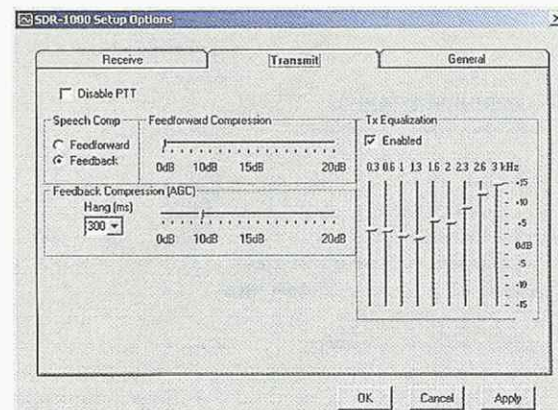 SDR-1000 Setup Options
Receive
Transmit
General
Disable PTT
Speech Comp
Feedforward
Feedback
Feedforward Compression
0dB 10dB 15dB 20dB
Feedback Compression (AGC)
Hang (ms)
300
0dB 10dB 15dB 20dB
Tx Equalization
Enabled
0.3 0.6 1 1.3 1.6 2 2.3 2.6 3 kHz
+15
+10
+5
0dB
-5
-10
-15
OK Cancel Apply